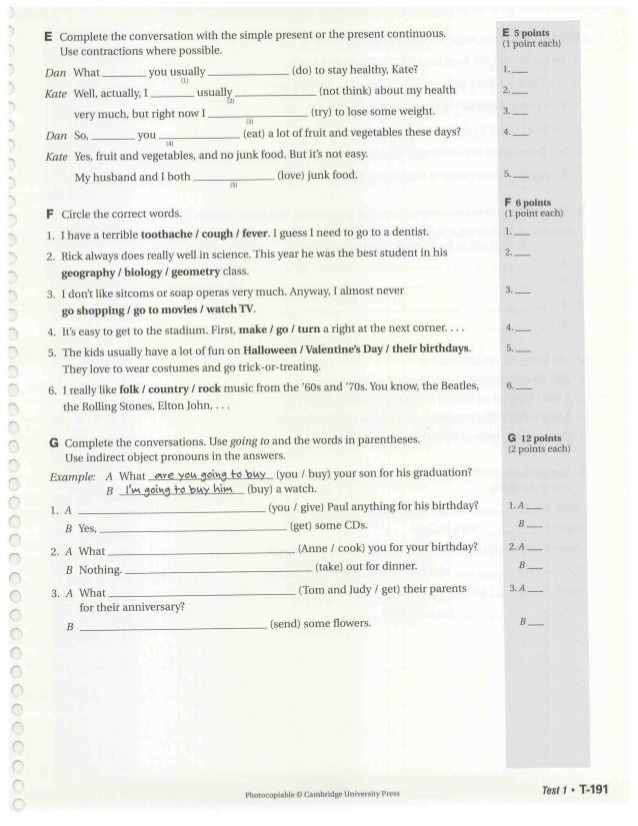 E Complete the conversation with the simple present or the present continuous.
Use contractions where possible.
E 5 points
(1 point each)
Dan What ______ you usually ______ (do) to stay healthy, Kate?
(1)
1. ___
Kate Well, actually, I ______ usually ______ (not think) about my health
(2)
2. ___
very much, but right now I ______ (try) to lose some weight.
(3)
3. ___
Dan So, ______ you ______ (eat) a lot of fruit and vegetables these days?
(4)
4. ___
Kate Yes, fruit and vegetables, and no junk food. But it's not easy.
My husband and I both ______ (love) junk food.
(5)
5. ___
F Circle the correct words.
F 6 points
(1 point each)
1. I have a terrible toothache / cough / fever. I guess I need to go to a dentist.
1. ___
2. Rick always does really well in science. This year he was the best student in his
geography / biology / geometry class.
2. ___
3. I don't like sitcoms or soap operas very much. Anyway, I almost never
go shopping / go to movies / watch TV.
3. ___
4. It's easy to get to the stadium. First, make / go / turn a right at the next corner. . . .
4. ___
5. The kids usually have a lot of fun on Halloween / Valentine's Day / their birthdays.
They love to wear costumes and go trick-or-treating.
5. ___
6. I really like folk / country / rock music from the '60s and '70s. You know, the Beatles,
the Rolling Stones, Elton John, . . .
6. ___
G Complete the conversations. Use going to and the words in parentheses.
Use indirect object pronouns in the answers.
G 12 points
(2 points each)
Example: A What are you going to buy (you / buy) your son for his graduation?
B I'm going to buy him (buy) a watch.
1. A ______ (you / give) Paul anything for his birthday?
1. A ___
B Yes, ______ (get) some CDs.
B ___
2. A What ______ (Anne / cook) you for your birthday?
2. A ___
B Nothing. ______ (take) out for dinner.
B ___
3. A What ______ (Tom and Judy / get) their parents
for their anniversary?
3. A ___
B ______ (send) some flowers.
B ___
Photocopiable © Cambridge University Press
Test 1 • T-191